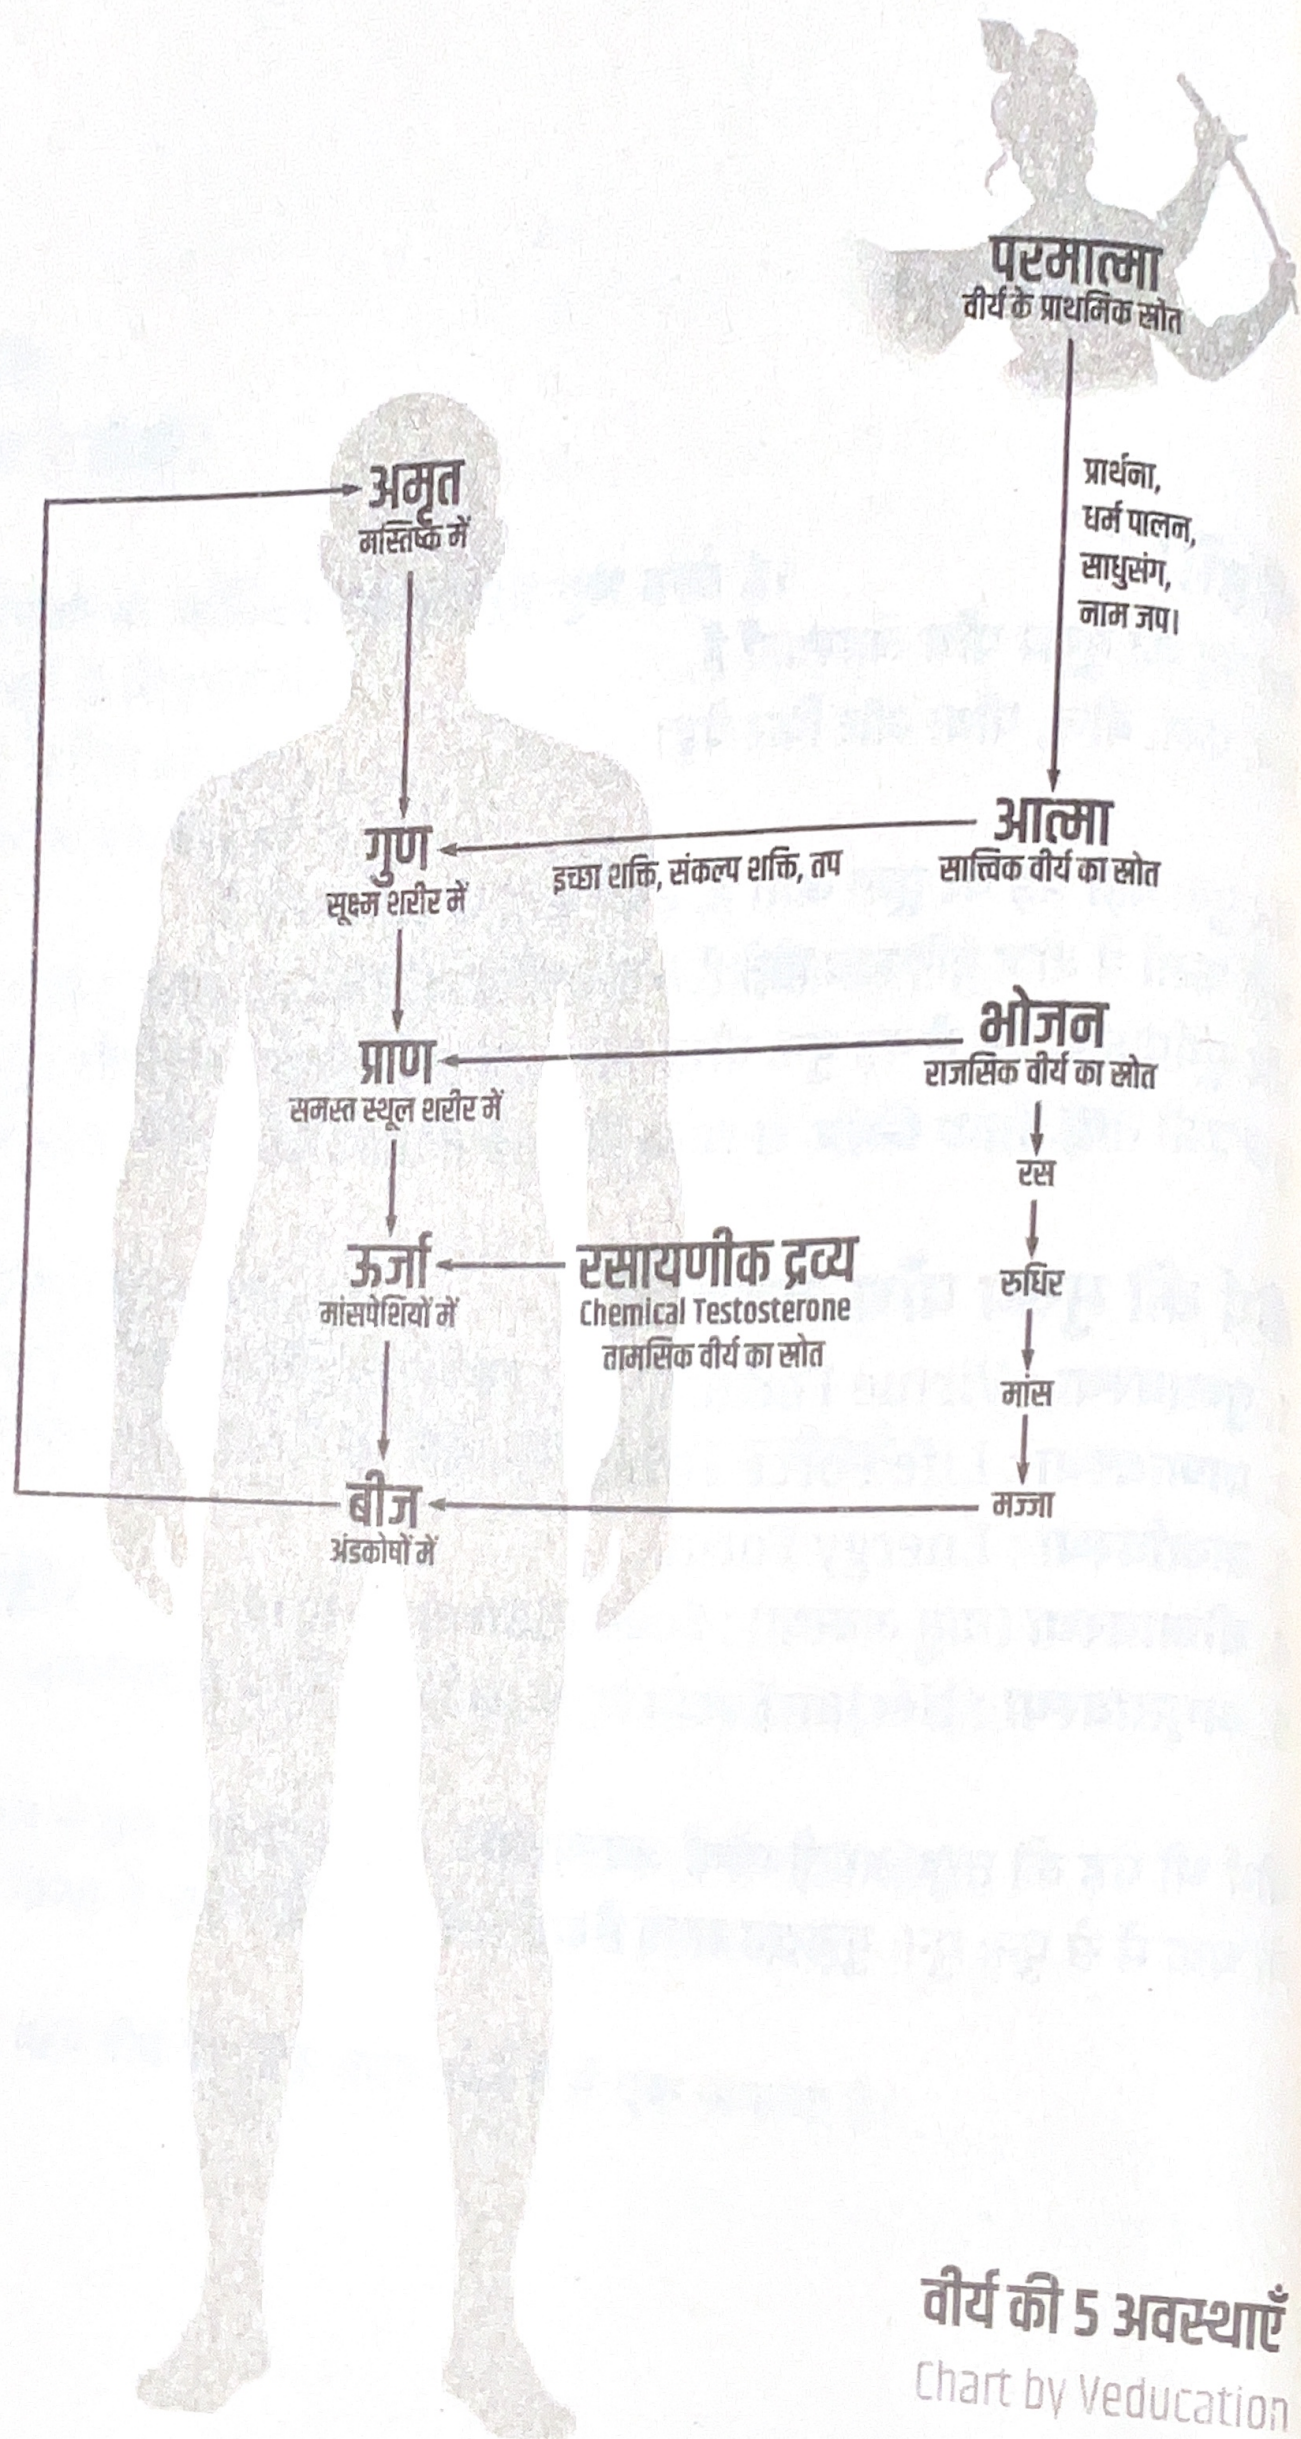 परमात्मा
वीर्य के प्राथमिक स्रोत
प्रार्थना,
धर्म पालन,
साधुसंग,
नाम जप।
अमृत
मस्तिष्क में
आत्मा
सात्त्विक वीर्य का स्रोत
इच्छा शक्ति, संकल्प शक्ति, तप
गुण
सूक्ष्म शरीर में
भोजन
राजसिक वीर्य का स्रोत
प्राण
समस्त स्थूल शरीर में
रस
रसायणीक द्रव्य
Chemical Testosterone
तामसिक वीर्य का स्रोत
ऊर्जा
मांसपेशियों में
रुधिर
मांस
मज्जा
बीज
अंडकोषों में
वीर्य की 5 अवस्थाएँ
Chart by Veducation